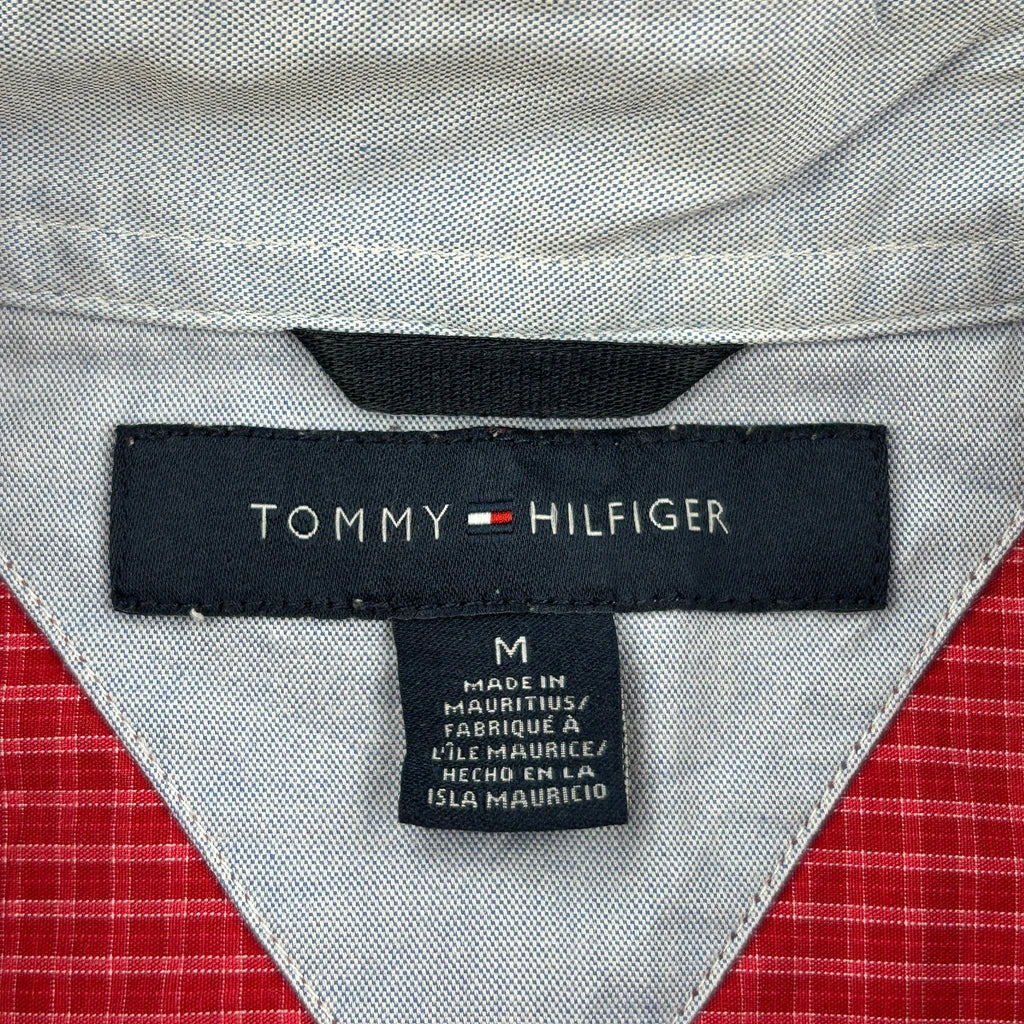 TOMMY HILFIGER
M
MADE IN
MAURITIUS/
FABRIQUÉ À
L'ÎLE MAURICE/
HECHO EN LA
ISLA MAURICIO